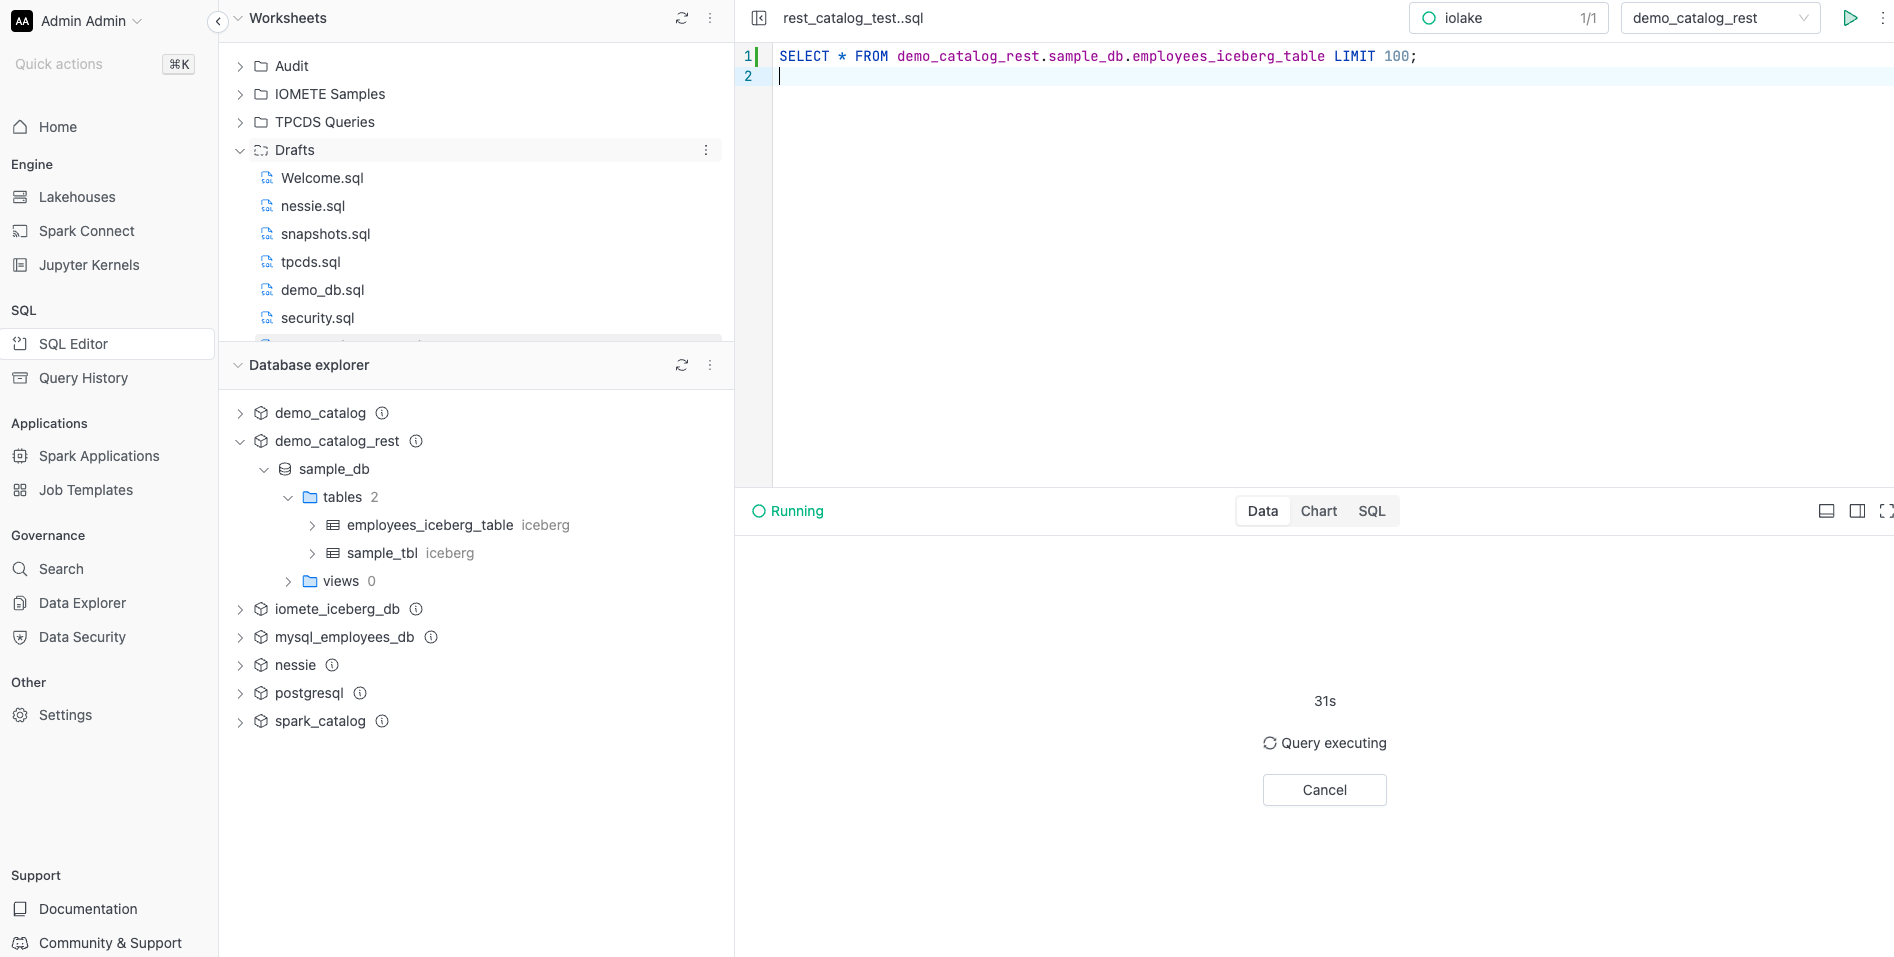 AA Admin Admin
Quick actions ⌘K
Home
Engine
Lakehouses
Spark Connect
Jupyter Kernels
SQL
SQL Editor
Query History
Applications
Spark Applications
Job Templates
Governance
Search
Data Explorer
Data Security
Other
Settings
Support
Documentation
Community & Support
Worksheets
Audit
IOMETE Samples
TPCDS Queries
Drafts
Welcome.sql
nessie.sql
snapshots.sql
tpcds.sql
demo_db.sql
security.sql
Database explorer
demo_catalog
demo_catalog_rest
sample_db
tables 2
employees_iceberg_table iceberg
sample_tbl iceberg
views 0
iomete_iceberg_db
mysql_employees_db
nessie
postgresql
spark_catalog
rest_catalog_test..sql
iolake 1/1
demo_catalog_rest
1 SELECT * FROM demo_catalog_rest.sample_db.employees_iceberg_table LIMIT 100;
2
Running
Data Chart SQL
31s
Query executing
Cancel